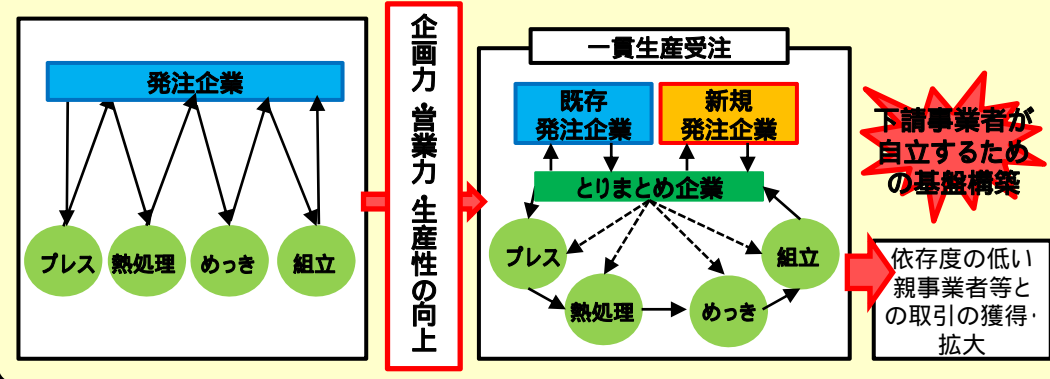 発注企業
プレス
熱処理
めっき
組立
企画力・営業力・生産性の向上
一貫生産受注
既存
発注企業
新規
発注企業
とりまとめ企業
プレス
熱処理
めっき
組立
下請事業者が
自立するため
の基盤構築
依存度の低い
親事業者等と
の取引の獲得・
拡大